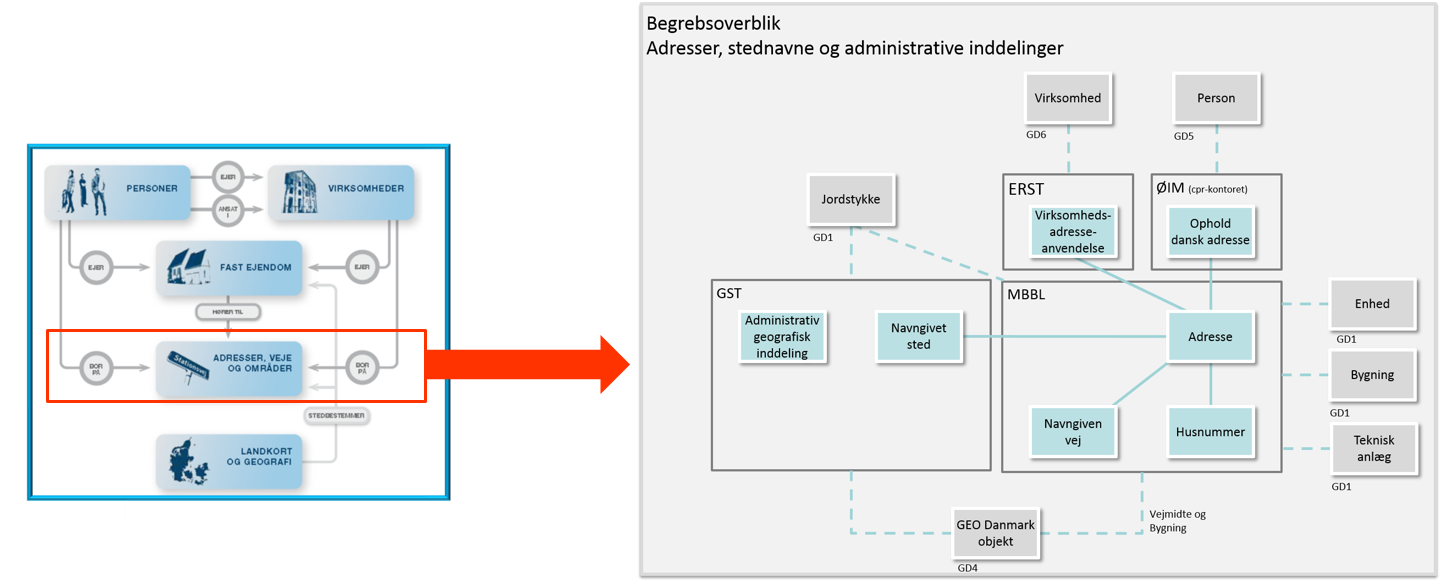 PERSONER
EJER
ANSAT
I
VIRKSOMHEDER
EJER
FAST EJENDOM
EJER
HØRER TIL
BOR
PÅ
Stationsvej
ADRESSER, VEJE
OG OMRÅDER
BOR
PÅ
STEDBESTEMMER
LANDKORT
OG GEOGRAFI
Begrebsoverblik
Adresser, stednavne og administrative inddelinger
Virksomhed
GD6
Person
GD5
Jordstykke
GD1
ERST
Virksomheds-
adresse-
anvendelse
ØIM (cpr-kontoret)
Ophold
dansk adresse
GST
Administrativ
geografisk
inddeling
Navngivet
sted
MBBL
Adresse
Navngiven
vej
Husnummer
Enhed
GD1
Bygning
GD1
Teknisk
anlæg
GD1
GEO Danmark
objekt
GD4
Vejmidte og
Bygning